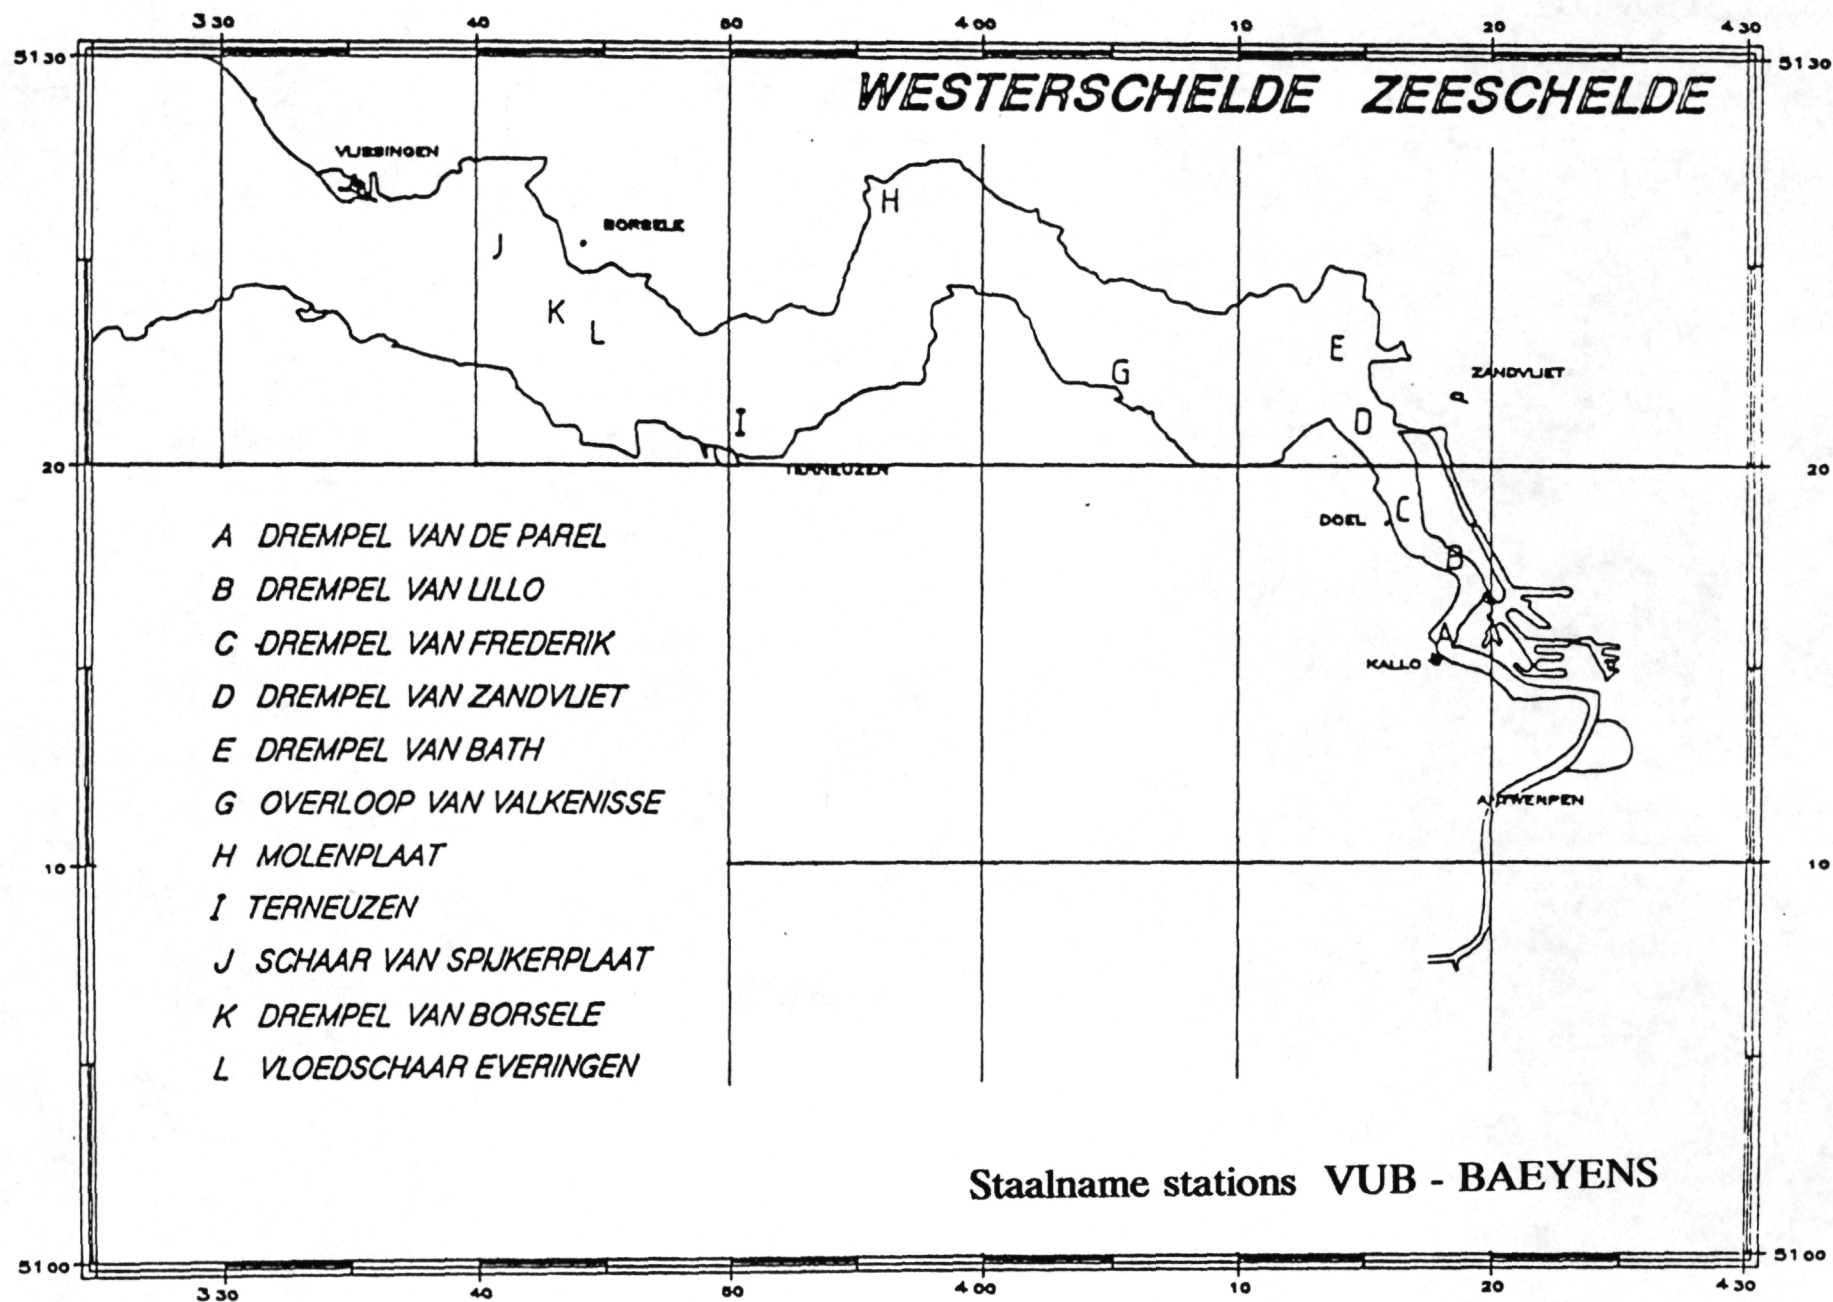 3 30 40 50 4 00 10 20 4 30
51 30 51 30
WESTERSCHELDE ZEESCHELDE
VLISSINGEN
H
BORSELE
J
K
L
E
G
ZANDVLIET
I
D
20 20
TERNEUZEN
C
DOEL
B
A
KALLO
ANTWERPEN
A DREMPEL VAN DE PAREL
B DREMPEL VAN LILLO
C DREMPEL VAN FREDERIK
D DREMPEL VAN ZANDVLIET
E DREMPEL VAN BATH
G OVERLOOP VAN VALKENISSE
H MOLENPLAAT
10 10
I TERNEUZEN
J SCHAAR VAN SPIJKERPLAAT
K DREMPEL VAN BORSELE
L VLOEDSCHAAR EVERINGEN
Staalname stations VUB - BAEYENS
51 00 51 00
3 30 40 50 4 00 10 20 4 30